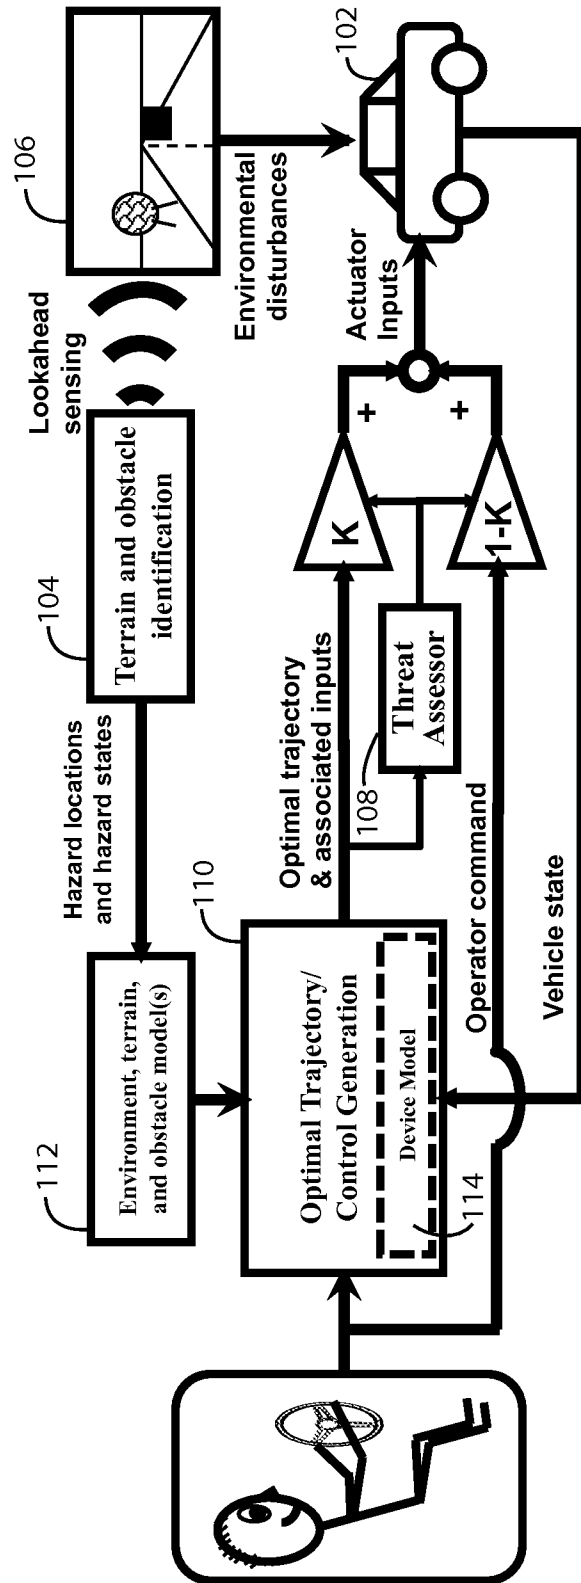 112
Environment, terrain,
and obstacle model(s)
Hazard locations
and hazard states
104
Terrain and obstacle
identification
Lookahead
sensing
106
Environmental
disturbances
110
Optimal Trajectory/
Control Generation
Device Model
114
Optimal trajectory
& associated inputs
108
Threat
Assessor
K
1-K
+
+
Actuator
Inputs
102
Operator command
Vehicle state